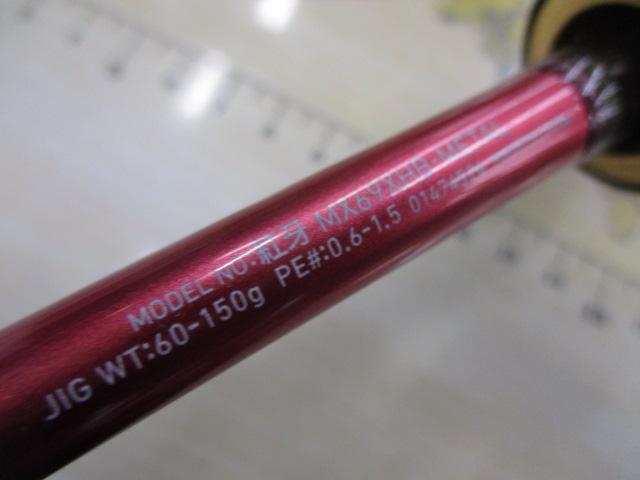 MODEL NO:紅牙 MX69XHB-METAL
JIG WT:60-150g PE#:0.6-1.5